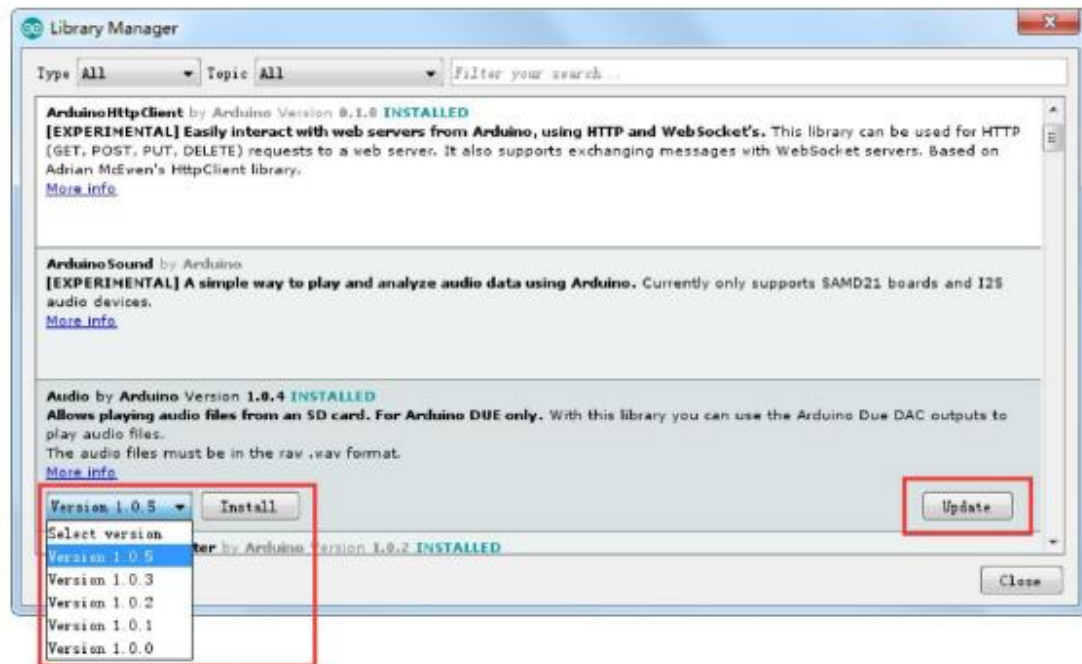 Library Manager
Type All Topic All Filter your search...
ArduinoHttpClient by Arduino Version 0.1.0 INSTALLED
[EXPERIMENTAL] Easily interact with web servers from Arduino, using HTTP and WebSocket's. This library can be used for HTTP
(GET, POST, PUT, DELETE) requests to a web server. It also supports exchanging messages with WebSocket servers. Based on
Adrian McEwen's HttpClient library.
More info
ArduinoSound by Arduino
[EXPERIMENTAL] A simple way to play and analyze audio data using Arduino. Currently only supports SAMD21 boards and I2S
audio devices.
More info
Audio by Arduino Version 1.0.4 INSTALLED
Allows playing audio files from an SD card. For Arduino DUE only. With this library you can use the Arduino Due DAC outputs to
play audio files.
The audio files must be in the raw .wav format.
More info
Version 1.0.5 Install Update
Select version
Version 1.0.5
ter by Arduino Version 1.0.2 INSTALLED
Version 1.0.3
Close
Version 1.0.2
Version 1.0.1
Version 1.0.0